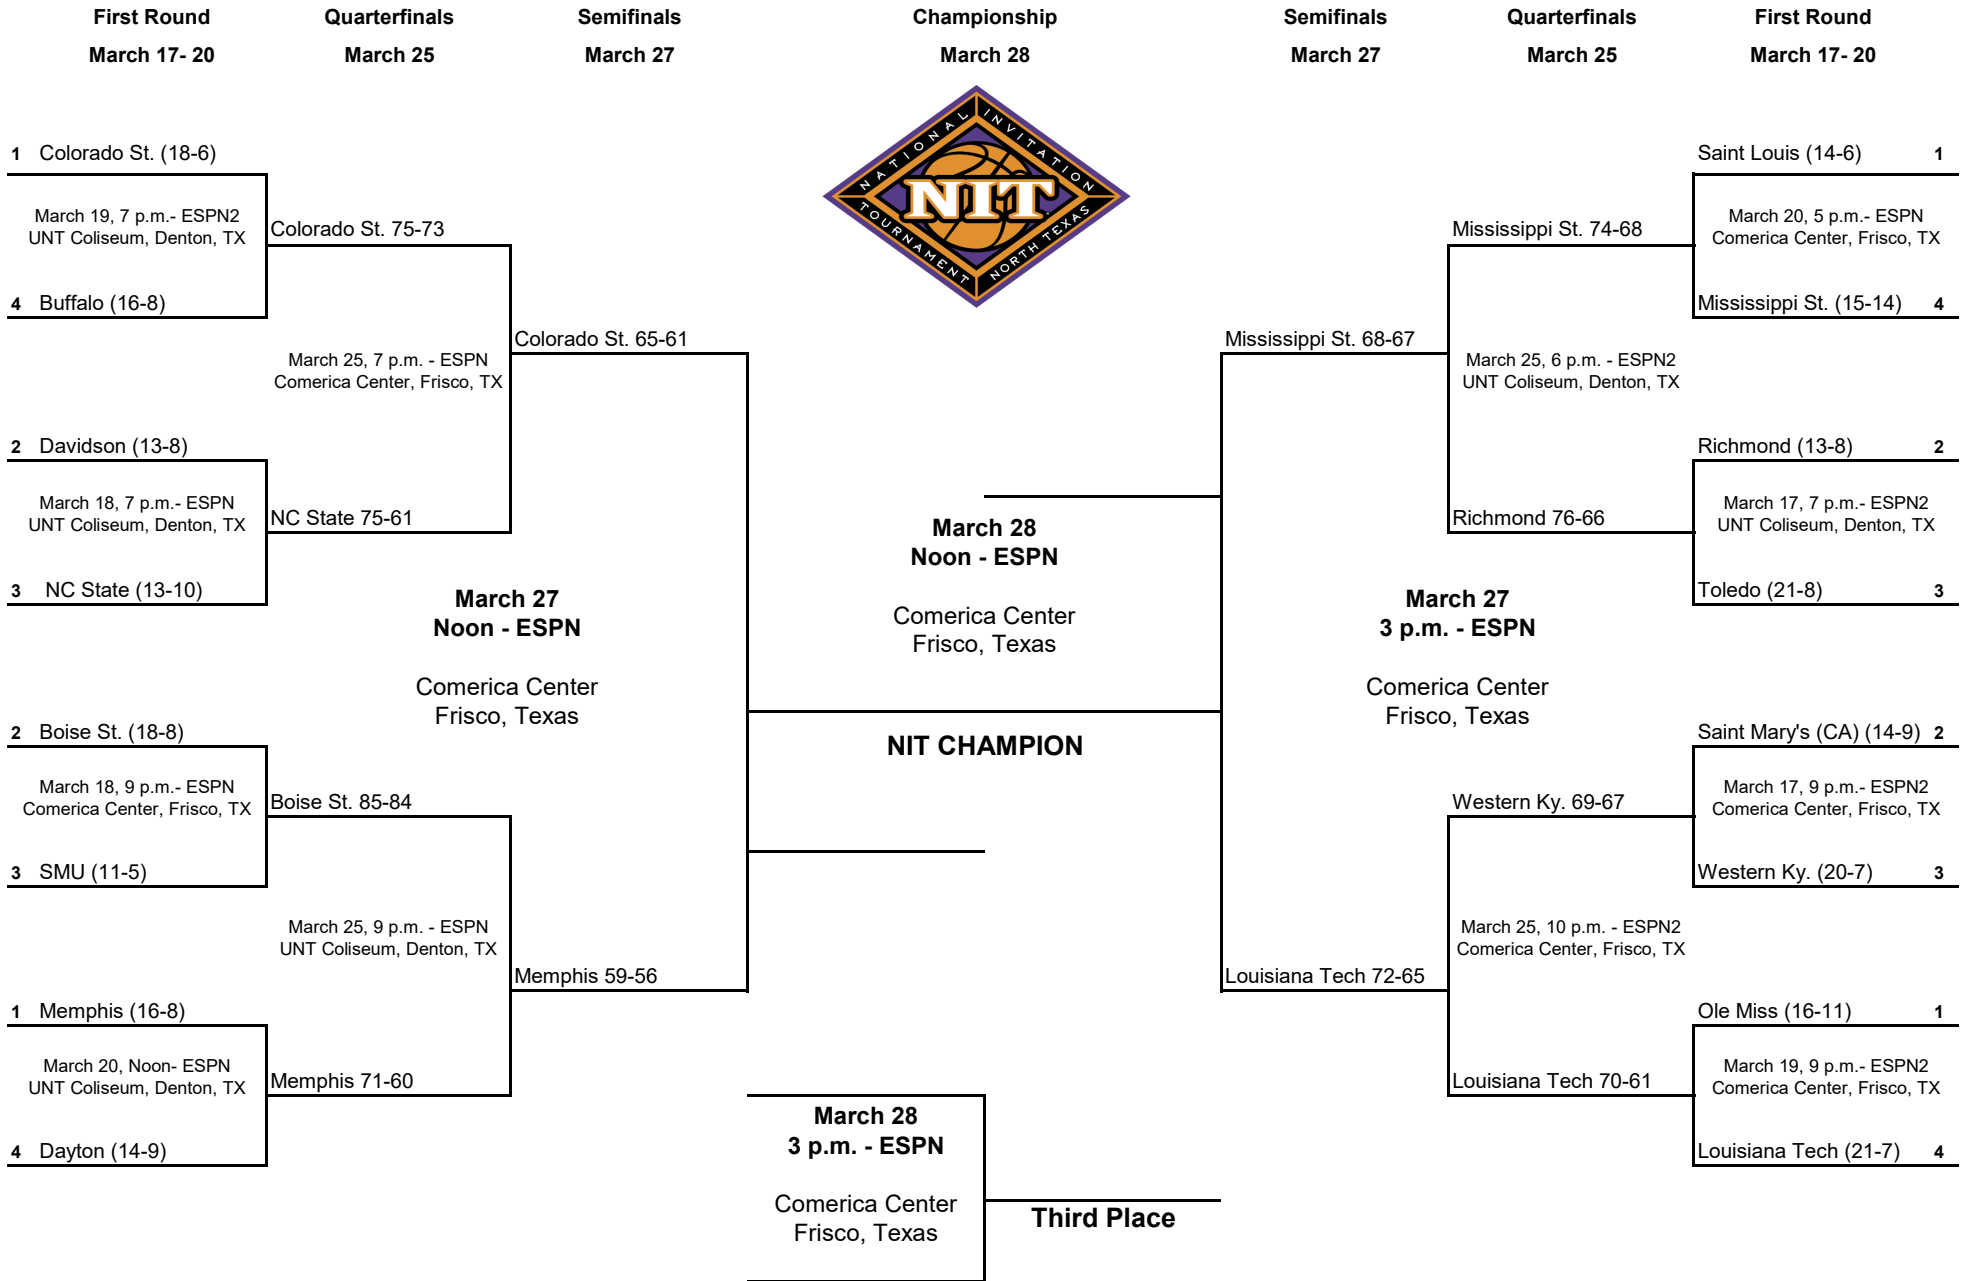 First Round
Quarterfinals
Semifinals
Championship
Semifinals
Quarterfinals
First Round
March 17- 20
March 25
March 27
March 28
March 27
March 25
March 17- 20
NATIONAL INVITATION
NIT
TOURNAMENT NORTH TEXAS
1 Colorado St. (18-6)
March 19, 7 p.m.- ESPN2
UNT Coliseum, Denton, TX
4 Buffalo (16-8)
Colorado St. 75-73
March 25, 7 p.m. - ESPN
Comerica Center, Frisco, TX
2 Davidson (13-8)
March 18, 7 p.m.- ESPN
UNT Coliseum, Denton, TX
3 NC State (13-10)
NC State 75-61
Colorado St. 65-61
March 27
Noon - ESPN
Comerica Center
Frisco, Texas
2 Boise St. (18-8)
March 18, 9 p.m.- ESPN
Comerica Center, Frisco, TX
3 SMU (11-5)
Boise St. 85-84
March 25, 9 p.m. - ESPN
UNT Coliseum, Denton, TX
1 Memphis (16-8)
March 20, Noon- ESPN
UNT Coliseum, Denton, TX
4 Dayton (14-9)
Memphis 71-60
Memphis 59-56
March 28
Noon - ESPN
Comerica Center
Frisco, Texas
NIT CHAMPION
March 28
3 p.m. - ESPN
Comerica Center
Frisco, Texas
Third Place
Saint Louis (14-6) 1
March 20, 5 p.m.- ESPN
Comerica Center, Frisco, TX
Mississippi St. (15-14) 4
Mississippi St. 74-68
March 25, 6 p.m. - ESPN2
UNT Coliseum, Denton, TX
Richmond (13-8) 2
March 17, 7 p.m.- ESPN2
UNT Coliseum, Denton, TX
Toledo (21-8) 3
Richmond 76-66
Mississippi St. 68-67
March 27
3 p.m. - ESPN
Comerica Center
Frisco, Texas
Saint Mary's (CA) (14-9) 2
March 17, 9 p.m.- ESPN2
Comerica Center, Frisco, TX
Western Ky. (20-7) 3
Western Ky. 69-67
March 25, 10 p.m. - ESPN2
Comerica Center, Frisco, TX
Ole Miss (16-11) 1
March 19, 9 p.m.- ESPN2
Comerica Center, Frisco, TX
Louisiana Tech (21-7) 4
Louisiana Tech 70-61
Louisiana Tech 72-65